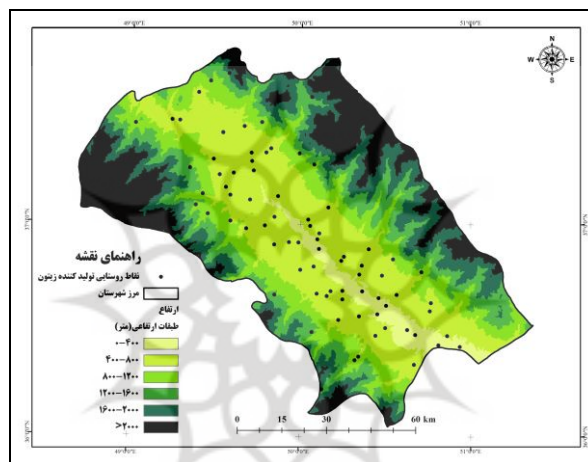 N
W E
S
راهنمای نقشه
نقاط روستایی تولید کننده زیتون
مرز شهرستان
ارتفاع
طبقات ارتفاعی(متر)
۰-۴۰۰
۴۰۰-۸۰۰
۸۰۰-۱۲۰۰
۱۲۰۰-۱۶۰۰
۱۶۰۰-۲۰۰۰
>۲۰۰۰
0 15 30 60 km